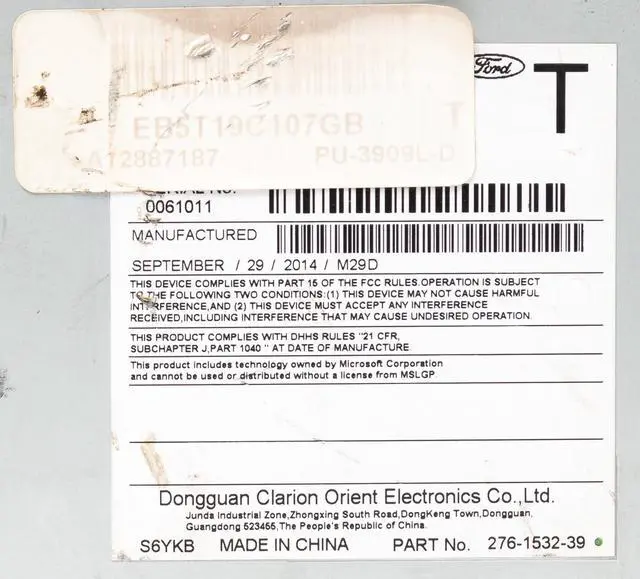 Ford
T
EB5T19C107GB T
A12887187 PU-3909L-D
SERIAL NO.
0061011
MANUFACTURED
SEPTEMBER / 29 / 2014 / M29D
THIS DEVICE COMPLIES WITH PART 15 OF THE FCC RULES.OPERATION IS SUBJECT
TO THE FOLLOWING TWO CONDITIONS:(1) THIS DEVICE MAY NOT CAUSE HARMFUL
INTERFERENCE,AND (2) THIS DEVICE MUST ACCEPT ANY INTERFERENCE
RECEIVED,INCLUDING INTERFERENCE THAT MAY CAUSE UNDESIRED OPERATION.
THIS PRODUCT COMPLIES WITH DHHS RULES "21 CFR,
SUBCHAPTER J,PART 1040 " AT DATE OF MANUFACTURE.
This product includes technology owned by Microsoft Corporation
and cannot be used or distributed without a license from MSLGP.
Dongguan Clarion Orient Electronics Co.,Ltd.
Junda Industrial Zone,Zhongxing South Road,DongKeng Town,Dongguan,
Guangdong 523455,The People's Republic of China.
S6YKB MADE IN CHINA PART No. 276-1532-39